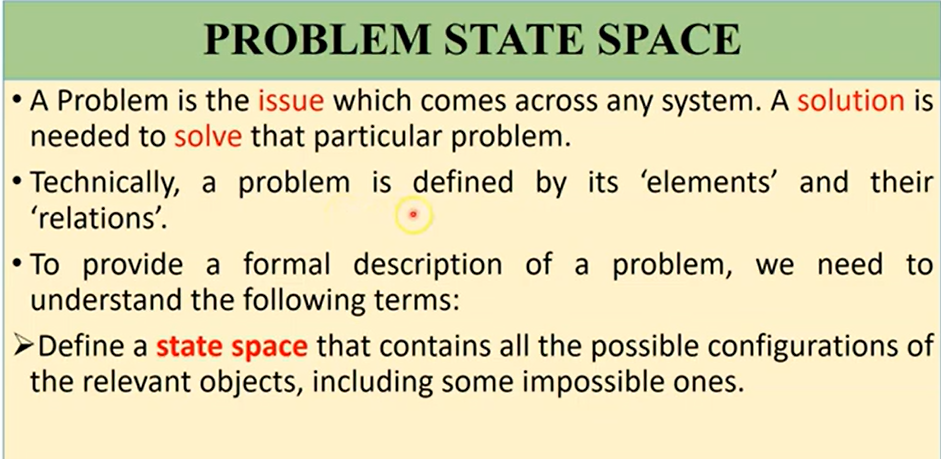 PROBLEM STATE SPACE
• A Problem is the issue which comes across any system. A solution is
needed to solve that particular problem.
• Technically, a problem is defined by its ‘elements’ and their
‘relations’.
• To provide a formal description of a problem, we need to
understand the following terms:
➢Define a state space that contains all the possible configurations of
the relevant objects, including some impossible ones.